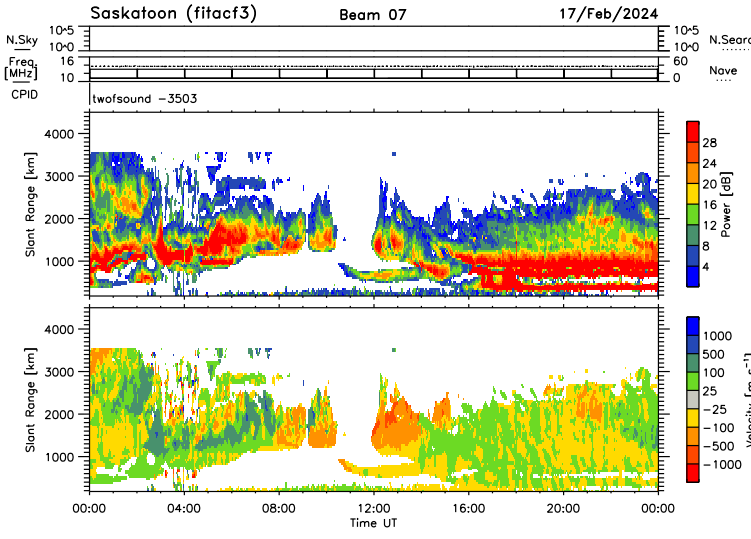 Saskatoon (fitacf3) Beam 07 17/Feb/2024
N.Sky 10^5 10^0 10^5 10^0 N.Sear
Freq. [MHz] 16 10 60 0 Nave
CPID twofsound -3503
Slant Range [km] 4000 3000 2000 1000
Power [dB] 28 24 20 16 12 8 4
Slant Range [km] 4000 3000 2000 1000
Velocity [m s^-1] 1000 500 100 25 -25 -100 -500 -1000
00:00 04:00 08:00 12:00 16:00 20:00 00:00
Time UT